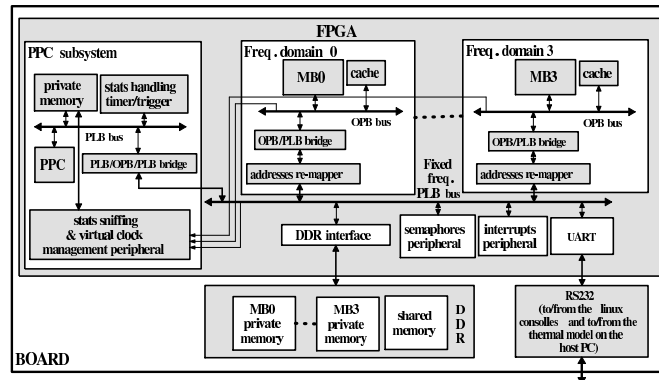 FPGA
PPC subsystem
private
memory
stats handling
timer/trigger
PLB bus
PPC
PLB/OPB/PLB bridge
stats sniffing
& virtual clock
management peripheral
Freq. domain 0
MB0
cache
OPB bus
OPB/PLB bridge
addresses re-mapper
Freq. domain 3
MB3
cache
OPB bus
OPB/PLB bridge
addresses re-mapper
Fixed
freq.
PLB bus
DDR interface
semaphores
peripheral
interrupts
peripheral
UART
MB0
private
memory
MB3
private
memory
shared
memory
D
D
R
RS232
(to/from the linux
consolles and to/from the
thermal model on the
host PC)
BOARD